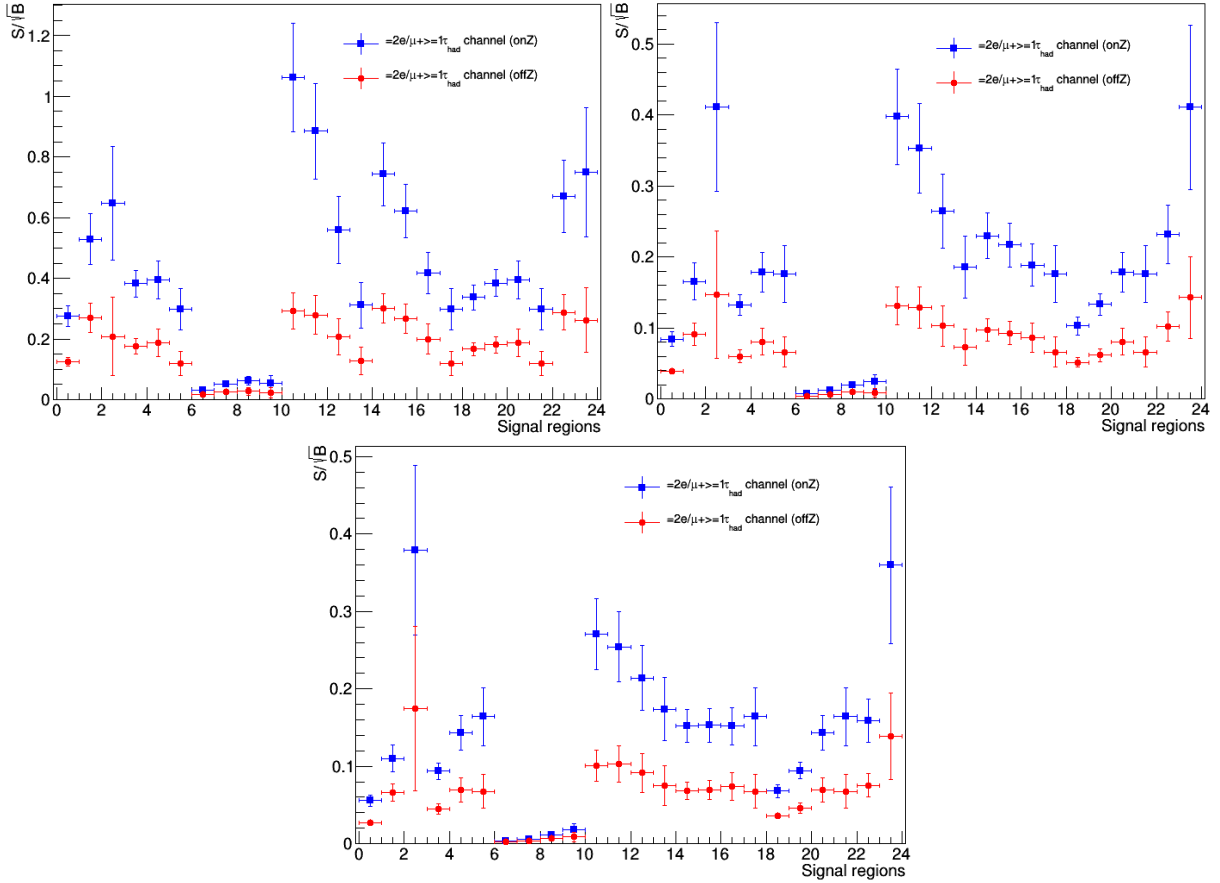 S/√B
1.2
1
0.8
0.6
0.4
0.2
0
=2e/μ+>=1τhad channel (onZ)
=2e/μ+>=1τhad channel (offZ)
0 2 4 6 8 10 12 14 16 18 20 22 24
Signal regions
S/√B
0.5
0.4
0.3
0.2
0.1
0
=2e/μ+>=1τhad channel (onZ)
=2e/μ+>=1τhad channel (offZ)
0 2 4 6 8 10 12 14 16 18 20 22 24
Signal regions
S/√B
0.5
0.4
0.3
0.2
0.1
0
=2e/μ+>=1τhad channel (onZ)
=2e/μ+>=1τhad channel (offZ)
0 2 4 6 8 10 12 14 16 18 20 22 24
Signal regions